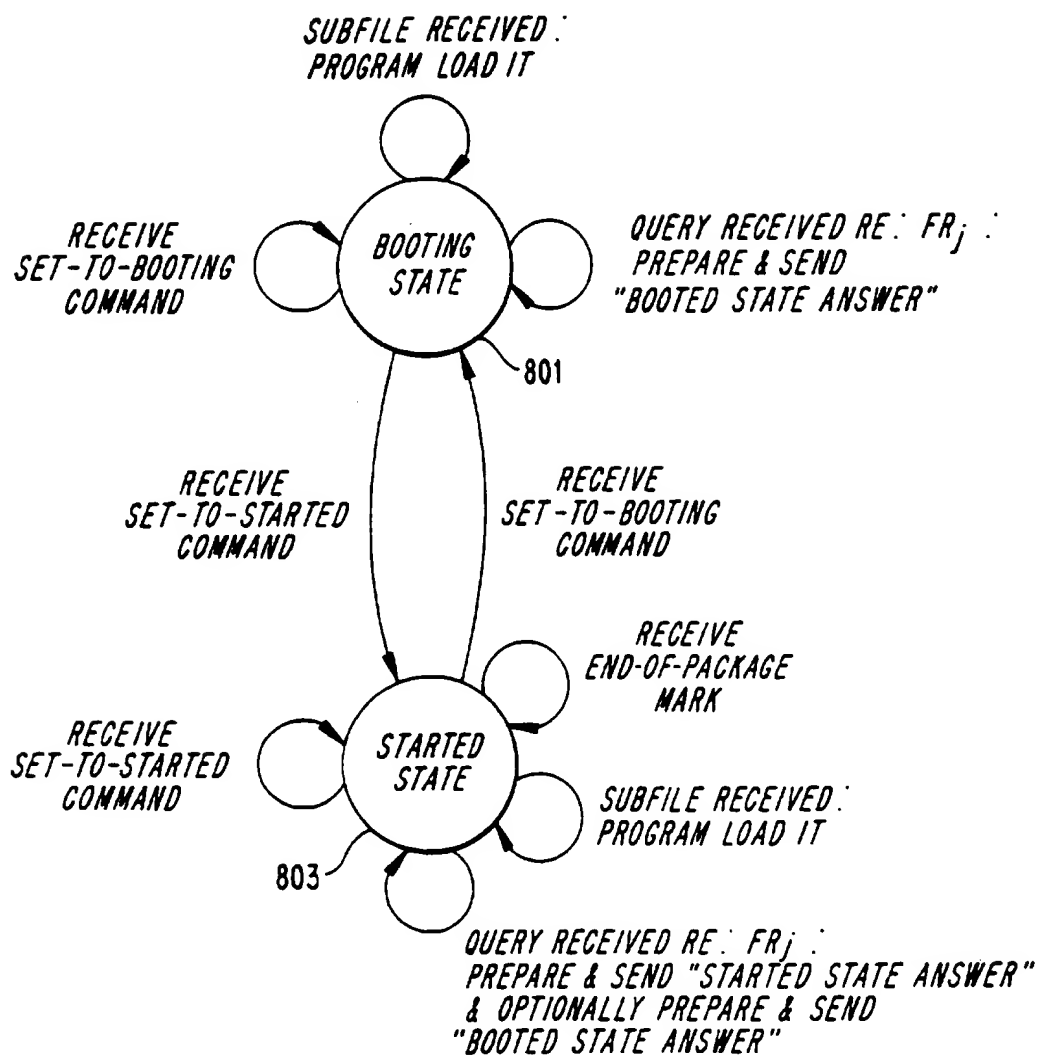 SUBFILE RECEIVED:
PROGRAM LOAD IT
RECEIVE
SET-TO-BOOTING
COMMAND
BOOTING
STATE
QUERY RECEIVED RE: FRj :
PREPARE & SEND
"BOOTED STATE ANSWER"
801
RECEIVE
SET-TO-STARTED
COMMAND
RECEIVE
SET-TO-BOOTING
COMMAND
RECEIVE
END-OF-PACKAGE
MARK
RECEIVE
SET-TO-STARTED
COMMAND
STARTED
STATE
SUBFILE RECEIVED:
PROGRAM LOAD IT
803
QUERY RECEIVED RE: FRj :
PREPARE & SEND "STARTED STATE ANSWER"
& OPTIONALLY PREPARE & SEND
"BOOTED STATE ANSWER"